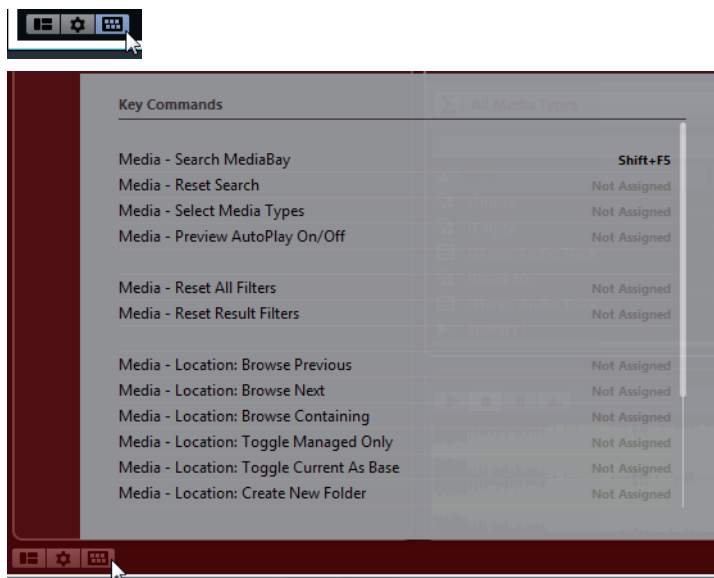 Key Commands
All Media Types
Media - Search MediaBay Shift+F5
Media - Reset Search Not Assigned
Media - Select Media Types Not Assigned
Media - Preview AutoPlay On/Off Not Assigned
Media - Reset All Filters Not Assigned
Media - Reset Result Filters Not Assigned
Media - Location: Browse Previous Not Assigned
Media - Location: Browse Next Not Assigned
Media - Location: Browse Containing Not Assigned
Media - Location: Toggle Managed Only Not Assigned
Media - Location: Toggle Current As Base Not Assigned
Media - Location: Create New Folder Not Assigned